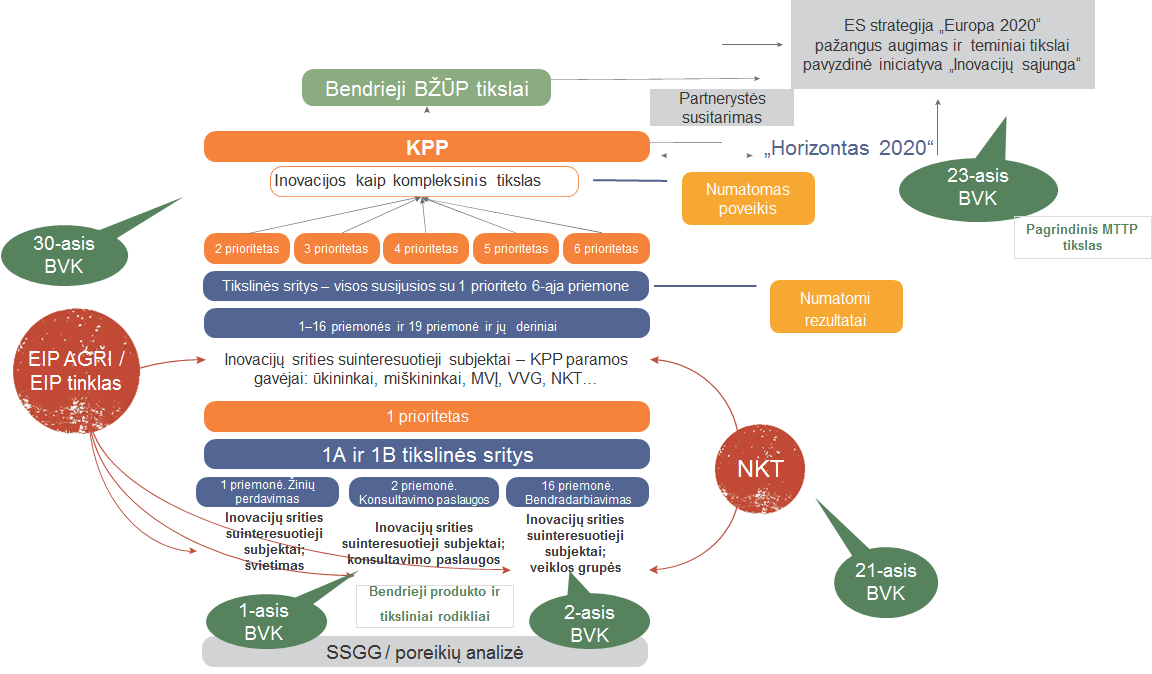 ES strategija „Europa 2020“
pažangus augimas ir teminiai tikslai
pavyzdinė iniciatyva „Inovacijų sąjunga“
Bendrieji BŽŪP tikslai
Partnerystės
susitarimas
KPP
„Horizontas 2020“
Inovacijos kaip kompleksinis tikslas
Numatomas
poveikis
23-asis
BVK
Pagrindinis MTTP
tikslas
30-asis
BVK
2 prioritetas
3 prioritetas
4 prioritetas
5 prioritetas
6 prioritetas
Tikslinės sritys – visos susijusios su 1 prioriteto 6-ąja priemone
Numatomi
rezultatai
1–16 priemonės ir 19 priemonė ir jų deriniai
EIP AGRI /
EIP tinklas
Inovacijų srities suinteresuotieji subjektai – KPP paramos
gavėjai: ūkininkai, miškininkai, MVĮ, VVG, NKT…
1 prioritetas
1A ir 1B tikslinės sritys
NKT
1 priemonė. Žinių
perdavimas
2 priemonė.
Konsultavimo paslaugos
16 priemonė.
Bendradarbiavimas
Inovacijų srities
suinteresuotieji
subjektai;
švietimas
Inovacijų srities
suinteresuotieji subjektai;
konsultavimo paslaugos
Inovacijų srities
suinteresuotieji
subjektai;
veiklos grupės
21-asis
BVK
1-asis
BVK
Bendrieji produkto ir
tiksliniai rodikliai
2-asis
BVK
SSGG / poreikių analizė